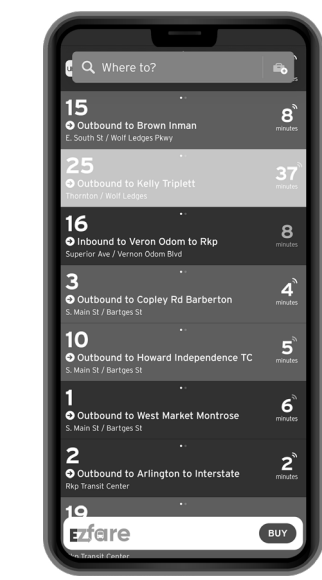 Where to?
15
8
Outbound to Brown Inman
minutes
E. South St / Wolf Ledges Pkwy
25
37
Outbound to Kelly Triplett
minutes
Thornton / Wolf Ledges
16
8
Inbound to Veron Odom to Rkp
minutes
Superior Ave / Vernon Odom Blvd
3
4
Outbound to Copley Rd Barberton
minutes
S. Main St / Bartges St
10
5
Outbound to Howard Independence TC
minutes
S. Main St / Bartges St
1
6
Outbound to West Market Montrose
minutes
S. Main St / Bartges St
2
2
Outbound to Arlington to Interstate
minutes
Rkp Transit Center
19
EZfare
BUY
Rkp Transit Center